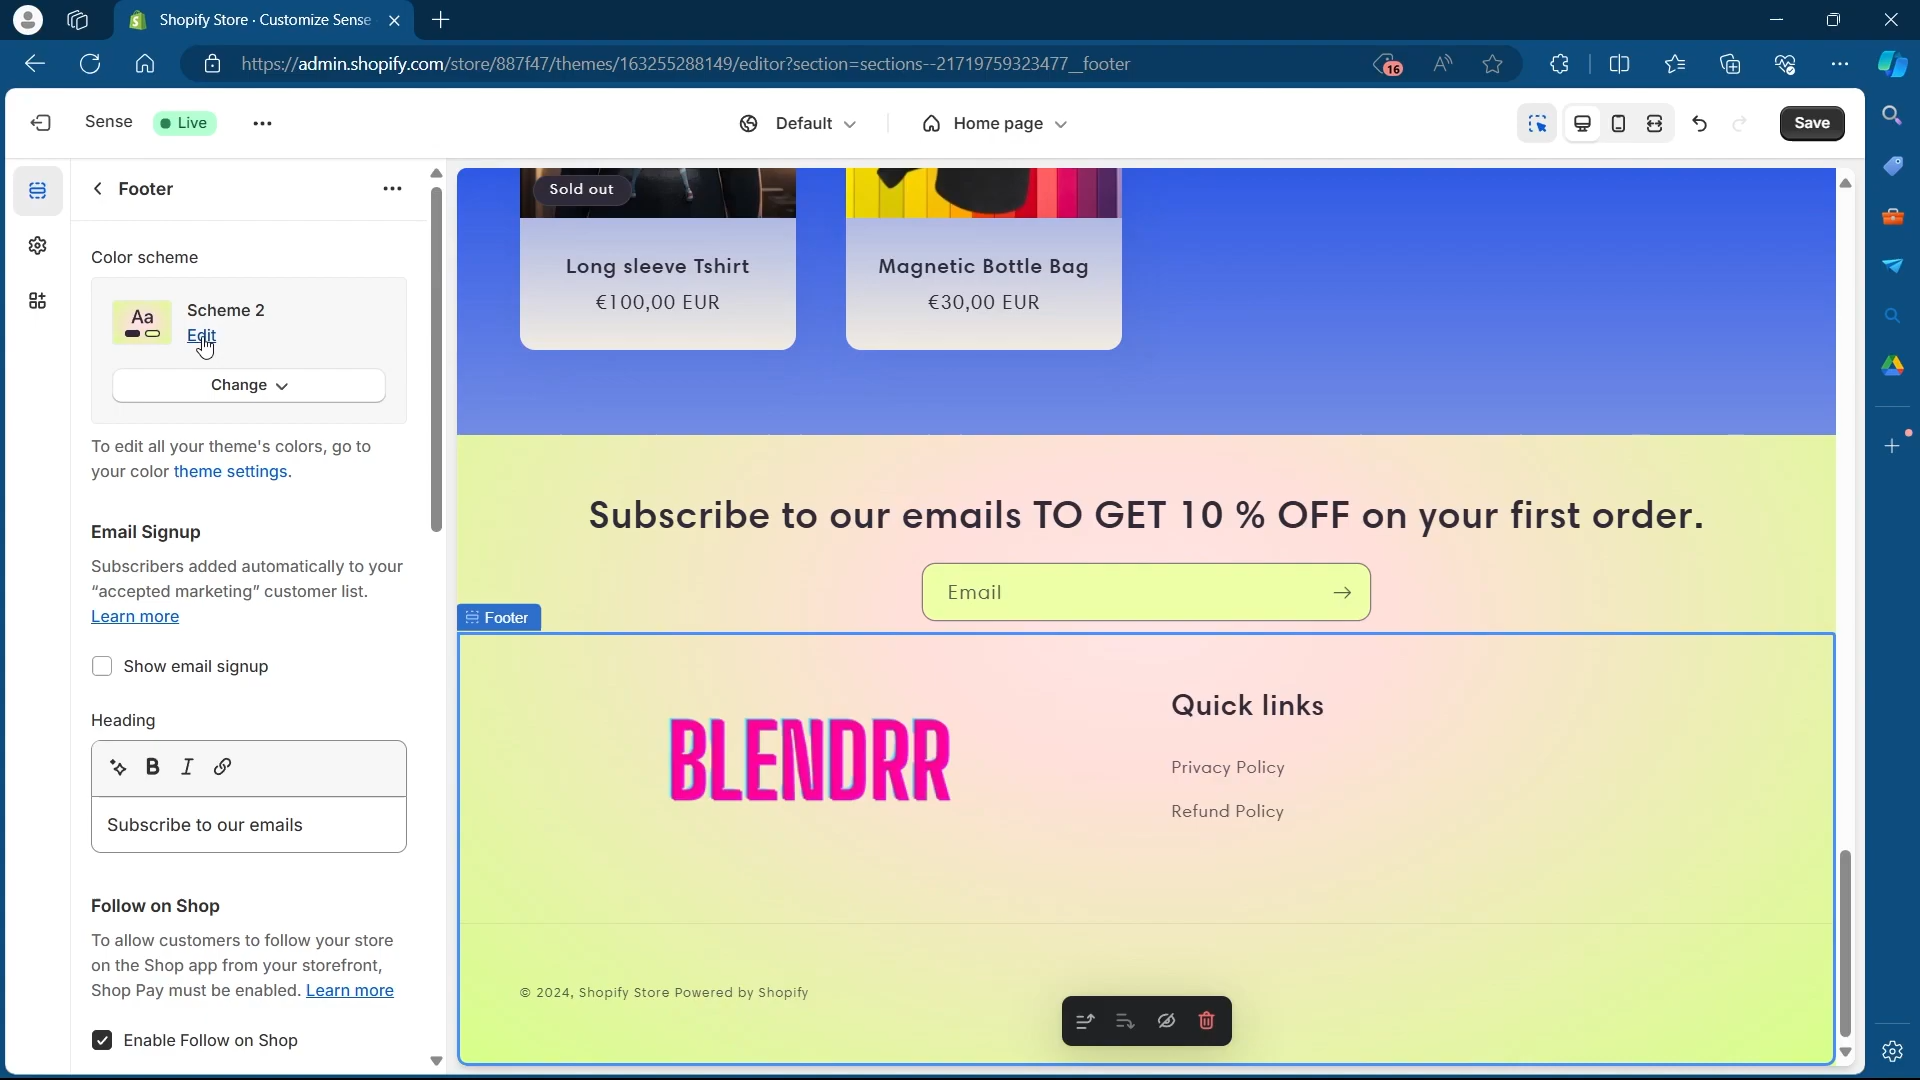 Shopify Store · Customize Sense
https://admin.shopify.com/store/887f47/themes/163255288149/editor?section=sections--21719759323477__footer
16
Sense
Live
Default
Home page
Save
Footer
Color scheme
Aa
Scheme 2
Edit
Change
To edit all your theme's colors, go to
your color theme settings.
Email Signup
Subscribers added automatically to your
“accepted marketing” customer list.
Learn more
Show email signup
Heading
B I
Subscribe to our emails
Follow on Shop
To allow customers to follow your store
on the Shop app from your storefront,
Shop Pay must be enabled. Learn more
Enable Follow on Shop
Sold out
Long sleeve Tshirt
€100,00 EUR
Magnetic Bottle Bag
€30,00 EUR
Subscribe to our emails TO GET 10 % OFF on your first order.
Email
Footer
BLENDRR
Quick links
Privacy Policy
Refund Policy
© 2024, Shopify Store Powered by Shopify